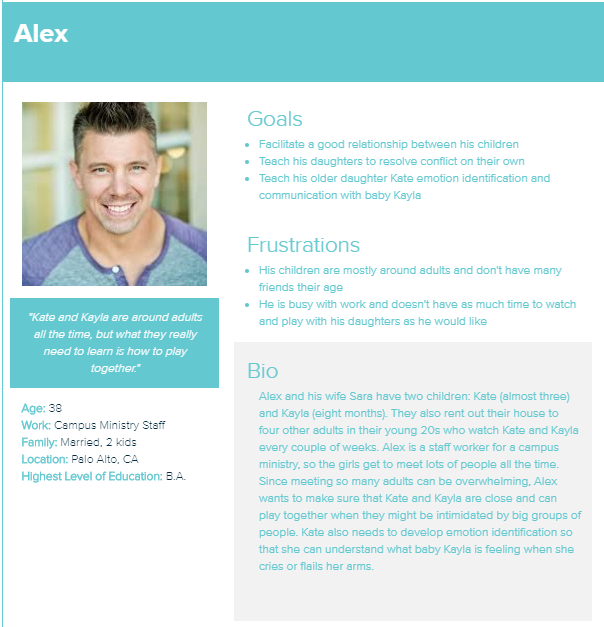 Alex
Goals
• Facilitate a good relationship between his children
• Teach his daughters to resolve conflict on their own
• Teach his older daughter Kate emotion identification and
communication with baby Kayla
Frustrations
• His children are mostly around adults and don't have many
friends their age
• He is busy with work and doesn't have as much time to watch
and play with his daughters as he would like
"Kate and Kayla are around adults
all the time, but what they really
need to learn is how to play
together."
Age: 38
Work: Campus Ministry Staff
Family: Married, 2 kids
Location: Palo Alto, CA
Highest Level of Education: B.A.
Bio
Alex and his wife Sara have two children: Kate (almost three)
and Kayla (eight months). They also rent out their house to
four other adults in their young 20s who watch Kate and Kayla
every couple of weeks. Alex is a staff worker for a campus
ministry, so the girls get to meet lots of people all the time.
Since meeting so many adults can be overwhelming, Alex
wants to make sure that Kate and Kayla are close and can
play together when they might be intimidated by big groups of
people. Kate also needs to develop emotion identification so
that she can understand what baby Kayla is feeling when she
cries or flails her arms.